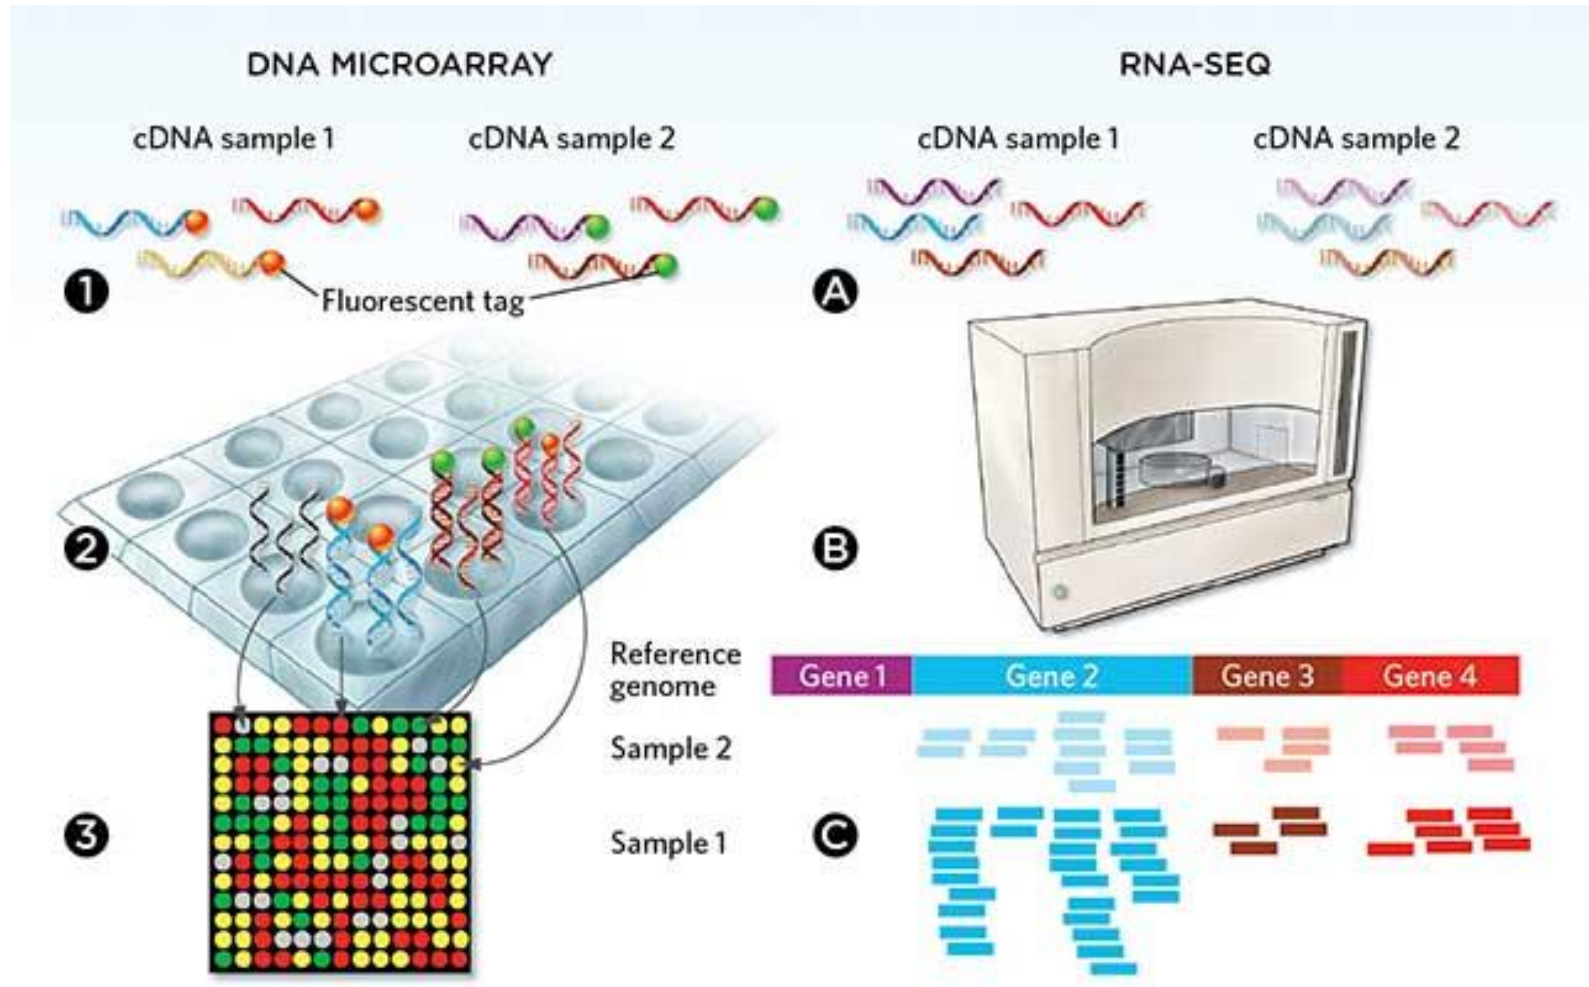 DNA MICROARRAY
cDNA sample 1
cDNA sample 2
Fluorescent tag
1
2
3
RNA-SEQ
cDNA sample 1
cDNA sample 2
A
B
Reference
genome
Gene 1
Gene 2
Gene 3
Gene 4
Sample 2
Sample 1
C